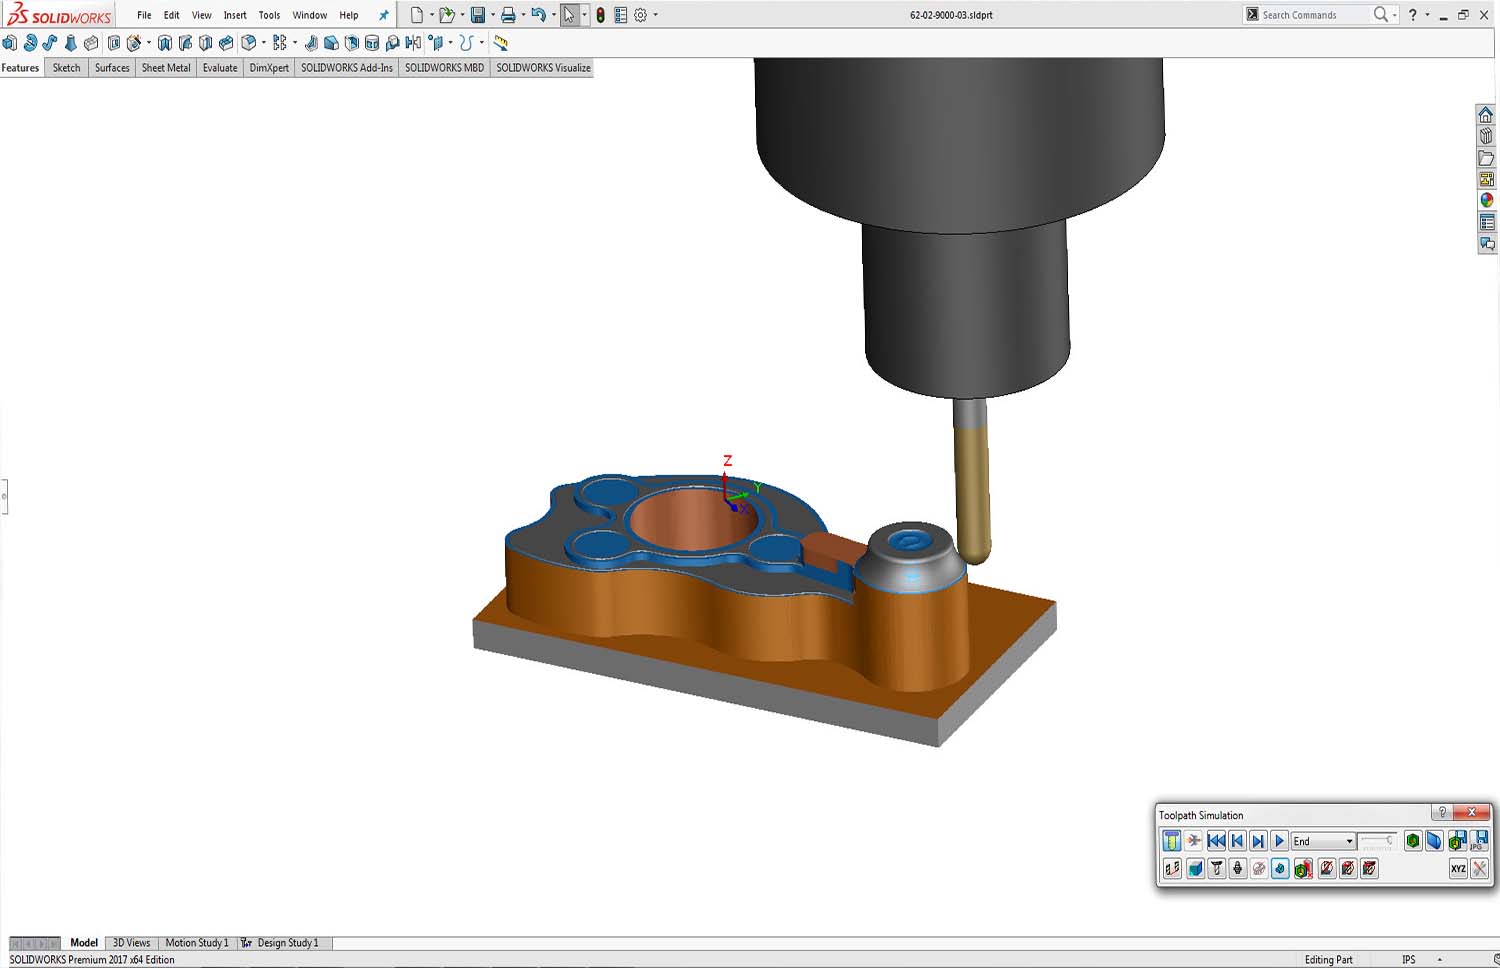 SOLIDWORKS File Edit View Insert Tools Window Help 62-02-9000-03.sldprt Search Commands ?
Features Sketch Surfaces Sheet Metal Evaluate DimXpert SOLIDWORKS Add-Ins SOLIDWORKS MBD SOLIDWORKS Visualize
Z
Y
X
Toolpath Simulation ? X
End JPG
XYZ
Model 3D Views Motion Study 1 Design Study 1
SOLIDWORKS Premium 2017 x64 Edition Editing Part IPS